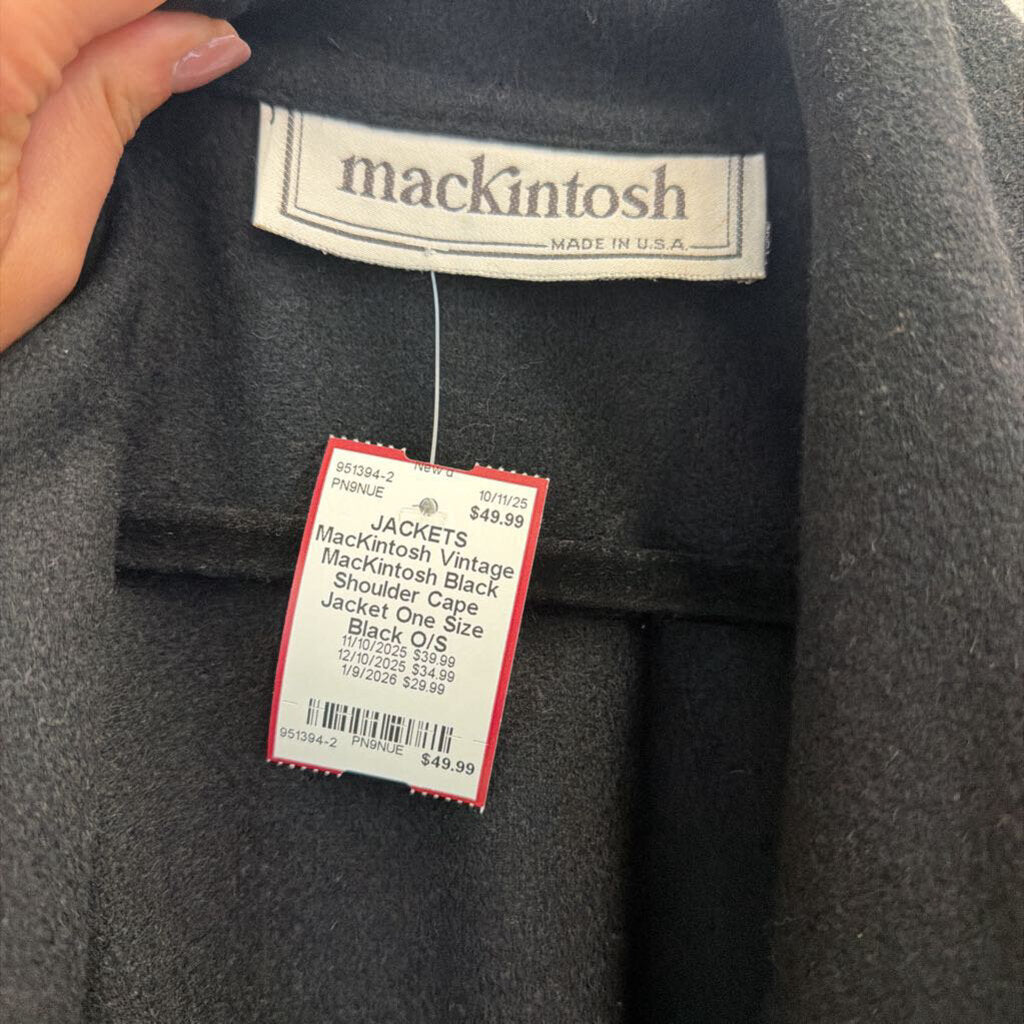 mackintosh
MADE IN U.S.A.
New
951394-2 10/11/25
PN9NUE $49.99
JACKETS
MacKintosh Vintage
MacKintosh Black
Shoulder Cape
Jacket One Size
Black O/S
11/10/2025 $39.99
12/10/2025 $34.99
1/9/2026 $29.99
951394-2 PN9NUE $49.99